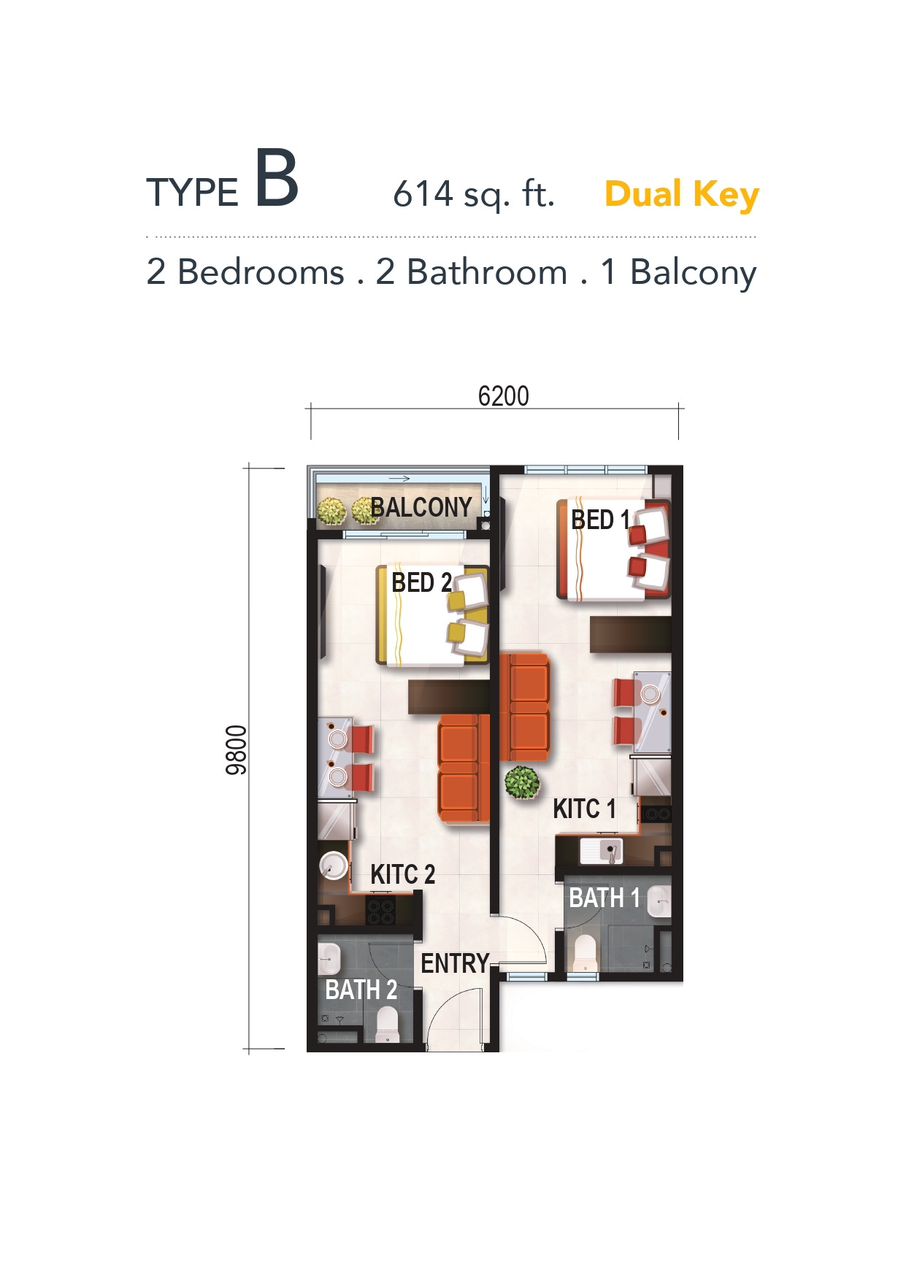 TYPE B 614 sq. ft. Dual Key
2 Bedrooms . 2 Bathroom . 1 Balcony
6200
9800
BALCONY
BED 1
BED 2
KITC 1
KITC 2
BATH 1
ENTRY
BATH 2